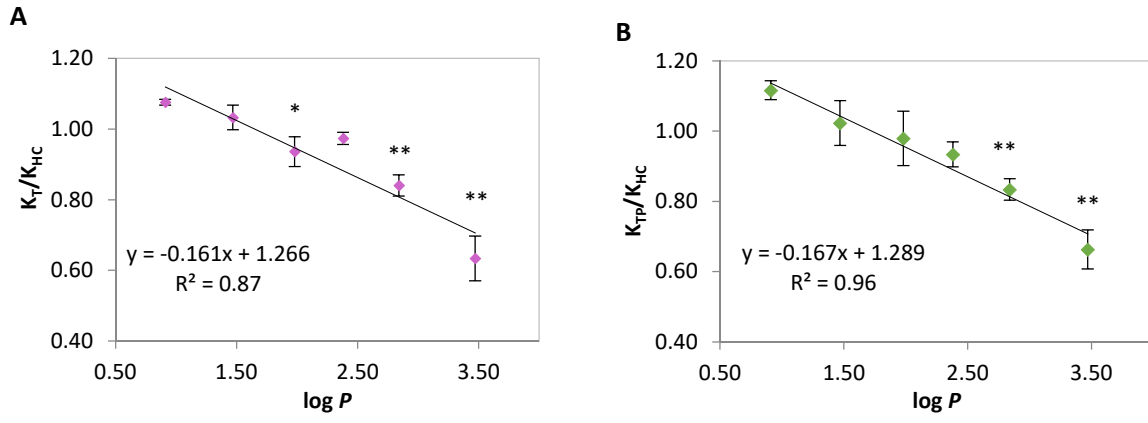 A
1.20
1.00
0.80
0.60
0.40
K_T/K_HC
*
**
**
y = -0.161x + 1.266
R² = 0.87
0.50 1.50 2.50 3.50
log P
B
1.20
1.00
0.80
0.60
0.40
K_TP/K_HC
**
**
y = -0.167x + 1.289
R² = 0.96
0.50 1.50 2.50 3.50
log P